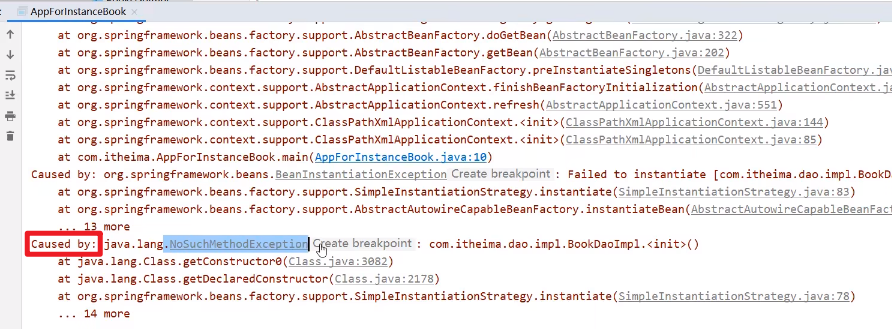 AppForInstanceBook ×
at org.springframework.beans.factory.support.AbstractBeanFactory.doGetBean(AbstractBeanFactory.java:322)
at org.springframework.beans.factory.support.AbstractBeanFactory.getBean(AbstractBeanFactory.java:202)
at org.springframework.beans.factory.support.DefaultListableBeanFactory.preInstantiateSingletons(DefaultListableBeanFactory.java
at org.springframework.context.support.AbstractApplicationContext.finishBeanFactoryInitialization(AbstractApplicationContext.j
at org.springframework.context.support.AbstractApplicationContext.refresh(AbstractApplicationContext.java:551)
at org.springframework.context.support.ClassPathXmlApplicationContext.<init>(ClassPathXmlApplicationContext.java:144)
at org.springframework.context.support.ClassPathXmlApplicationContext.<init>(ClassPathXmlApplicationContext.java:85)
at com.itheima.AppForInstanceBook.main(AppForInstanceBook.java:10)
Caused by: org.springframework.beans.BeanInstantiationException Create breakpoint : Failed to instantiate [com.itheima.dao.impl.BookDa
at org.springframework.beans.factory.support.SimpleInstantiationStrategy.instantiate(SimpleInstantiationStrategy.java:83)
at org.springframework.beans.factory.support.AbstractAutowireCapableBeanFactory.instantiateBean(AbstractAutowireCapableBeanFac
... 13 more
Caused by: java.lang.NoSuchMethodException Create breakpoint : com.itheima.dao.impl.BookDaoImpl.<init>()
at java.lang.Class.getConstructor0(Class.java:3082)
at java.lang.Class.getDeclaredConstructor(Class.java:2178)
at org.springframework.beans.factory.support.SimpleInstantiationStrategy.instantiate(SimpleInstantiationStrategy.java:78)
... 14 more